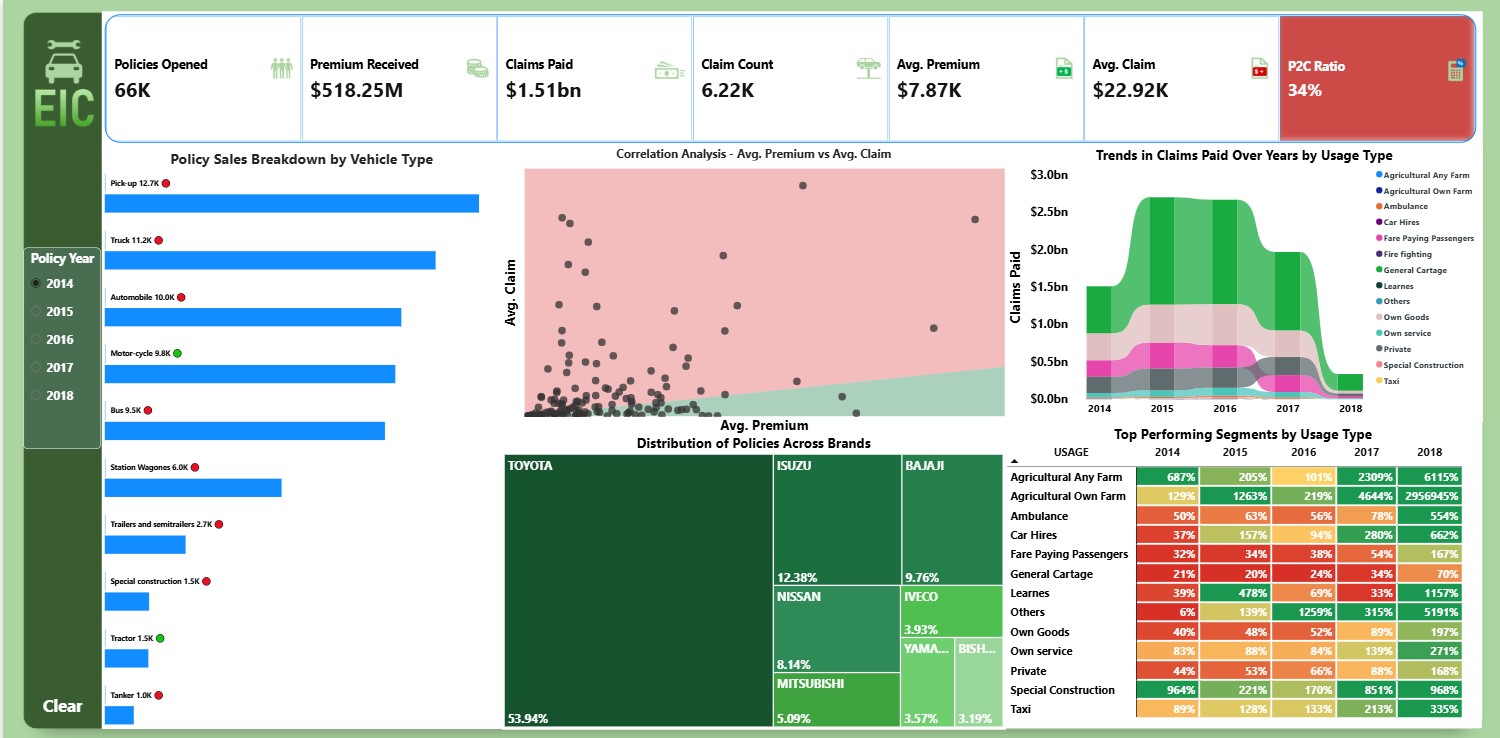 EIC
Policies Opened
66K
Premium Received
$518.25M
Claims Paid
$1.51bn
Claim Count
6.22K
Avg. Premium
$7.87K
Avg. Claim
$22.92K
P2C Ratio
34%
Policy Year
2014
2015
2016
2017
2018
Clear
Policy Sales Breakdown by Vehicle Type
Pick-up 12.7K
Truck 11.2K
Automobile 10.0K
Motor-cycle 9.8K
Bus 9.5K
Station Wagones 6.0K
Trailers and semitrailers 2.7K
Special construction 1.5K
Tractor 1.5K
Tanker 1.0K
Correlation Analysis - Avg. Premium vs Avg. Claim
Avg. Claim
Avg. Premium
Distribution of Policies Across Brands
TOYOTA
53.94%
ISUZU
12.38%
BAJAJI
9.76%
NISSAN
8.14%
MITSUBISHI
5.09%
IVECO
3.93%
YAMA...
3.57%
BISH...
3.19%
Trends in Claims Paid Over Years by Usage Type
Claims Paid
$3.0bn
$2.5bn
$2.0bn
$1.5bn
$1.0bn
$0.5bn
$0.0bn
2014 2015 2016 2017 2018
Agricultural Any Farm
Agricultural Own Farm
Ambulance
Car Hires
Fare Paying Passengers
Fire fighting
General Cartage
Learnes
Others
Own Goods
Own service
Private
Special Construction
Taxi
Top Performing Segments by Usage Type
USAGE 2014 2015 2016 2017 2018
Agricultural Any Farm 687% 205% 101% 2309% 6115%
Agricultural Own Farm 129% 1263% 219% 4644% 2956945%
Ambulance 50% 63% 56% 78% 554%
Car Hires 37% 157% 94% 280% 662%
Fare Paying Passengers 32% 34% 38% 54% 167%
General Cartage 21% 20% 24% 34% 70%
Learnes 39% 478% 69% 33% 1157%
Others 6% 139% 1259% 315% 5191%
Own Goods 40% 48% 52% 89% 197%
Own service 83% 88% 84% 139% 271%
Private 44% 53% 66% 88% 168%
Special Construction 964% 221% 170% 851% 968%
Taxi 89% 128% 133% 213% 335%